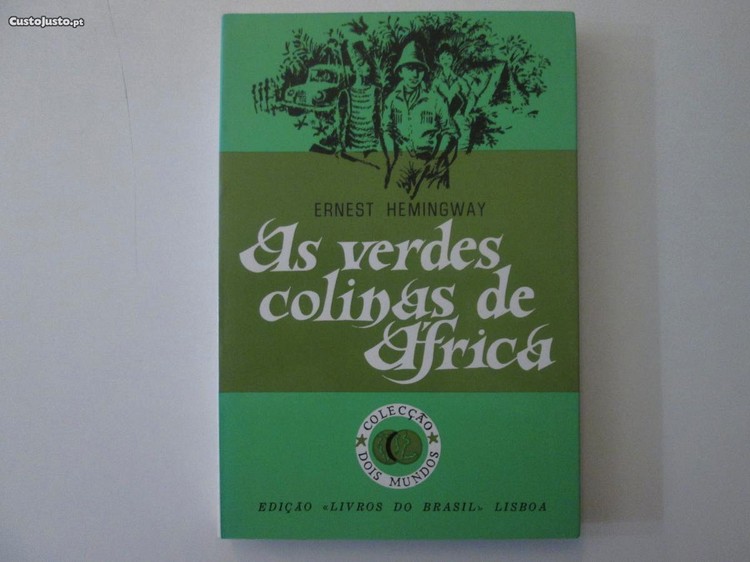 CustoJusto.pt
ERNEST HEMINGWAY
As verdes
colinas de
África
COLECÇÃO
DOIS MUNDOS
EDIÇÃO «LIVROS DO BRASIL» LISBOA